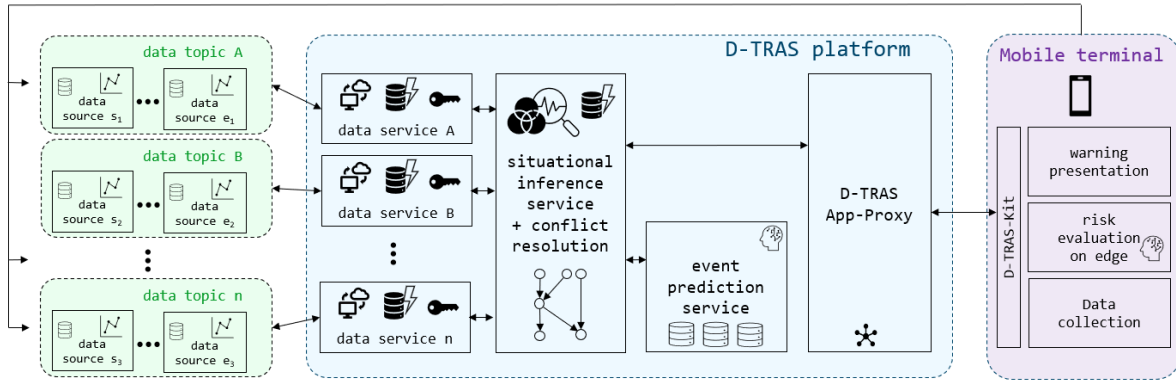 data topic A
data
source s₁
data
source e₁
data topic B
data
source s₂
data
source e₂
data topic n
data
source s₃
data
source e₃
D-TRAS platform
data service A
data service B
data service n
situational
inference
service
+ conflict
resolution
event
prediction
service
D-TRAS
App-Proxy
Mobile terminal
D-TRAS-Kit
warning
presentation
risk
evaluation
on edge
Data
collection